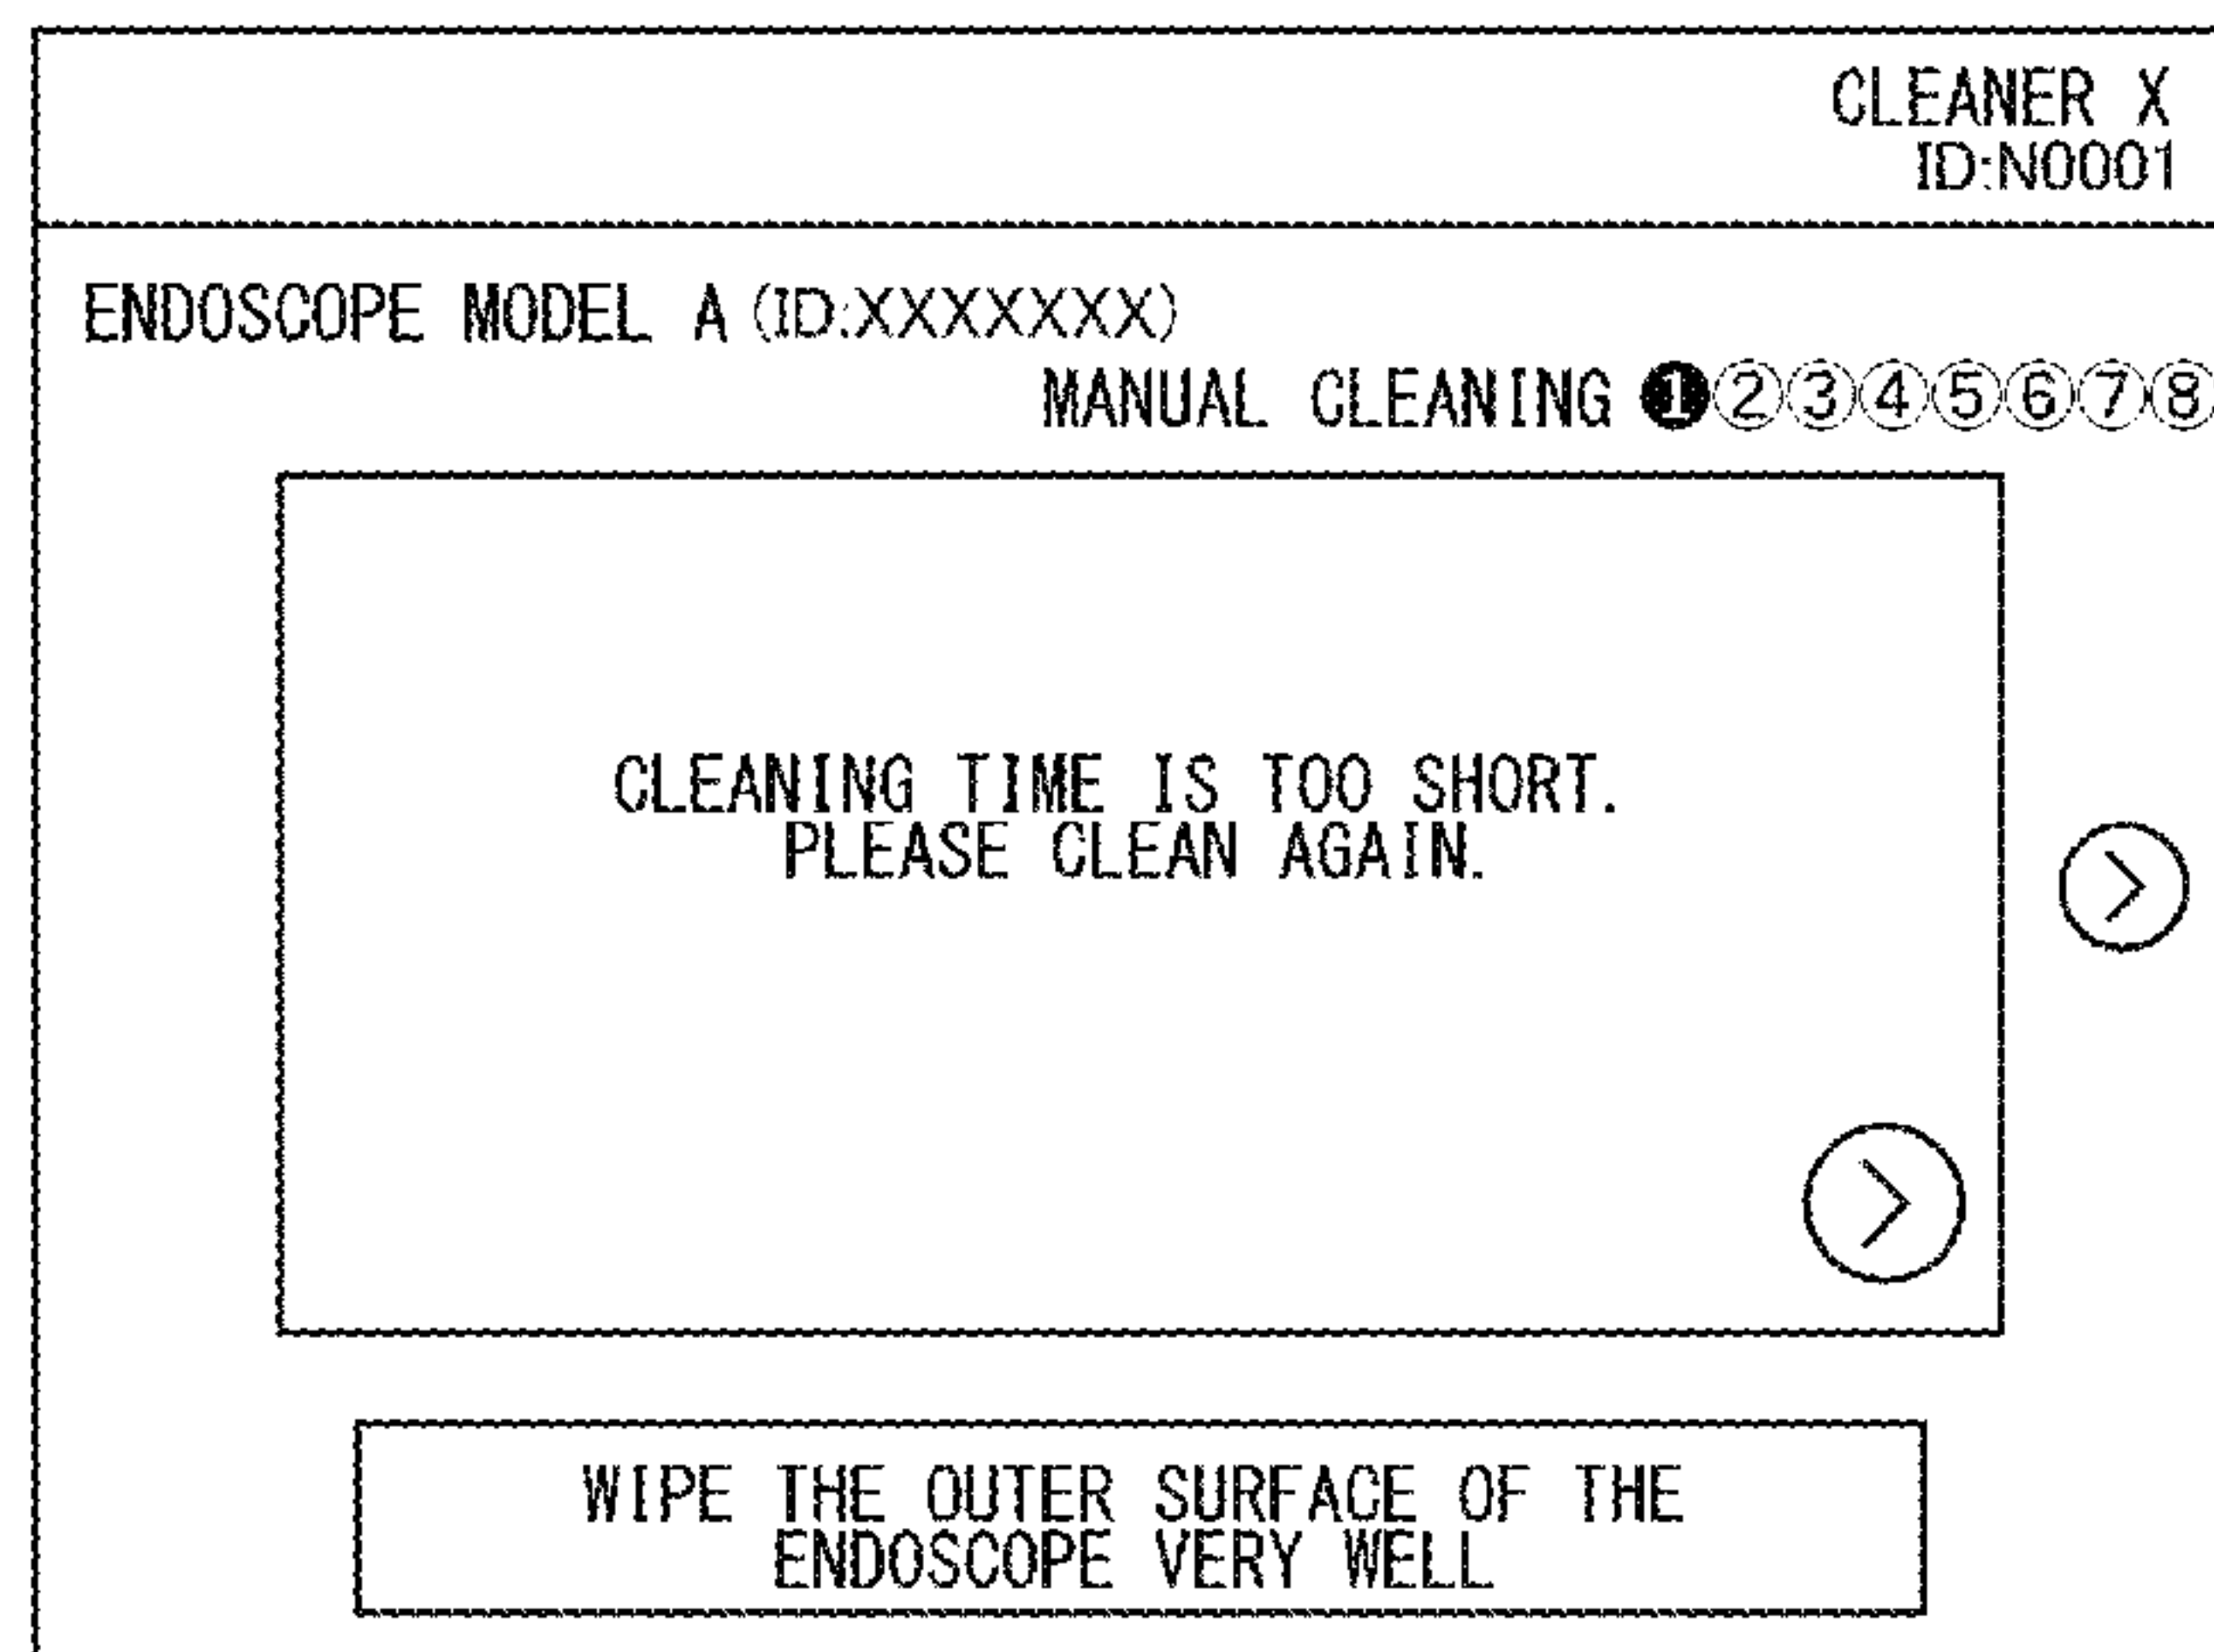 CLEANER X
ID:N0001
ENDOSCOPE MODEL A (ID:XXXXXXX)
MANUAL CLEANING ❶②③④⑤⑥⑦⑧
CLEANING TIME IS TOO SHORT.
PLEASE CLEAN AGAIN.
WIPE THE OUTER SURFACE OF THE
ENDOSCOPE VERY WELL